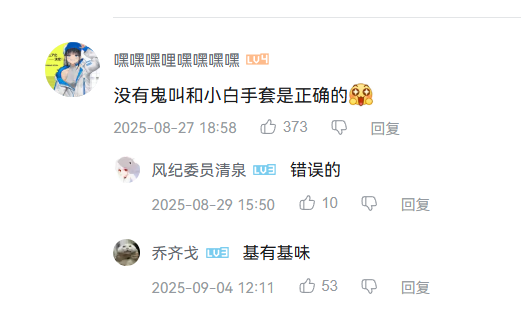 嘿嘿嘿哩嘿嘿嘿嘿 LV4
没有鬼叫和小白手套是正确的
2025-08-27 18:58 373 回复
风纪委员清泉 LV3 错误的
2025-08-29 15:50 10 回复
乔齐戈 LV3 基有基味
2025-09-04 12:11 53 回复